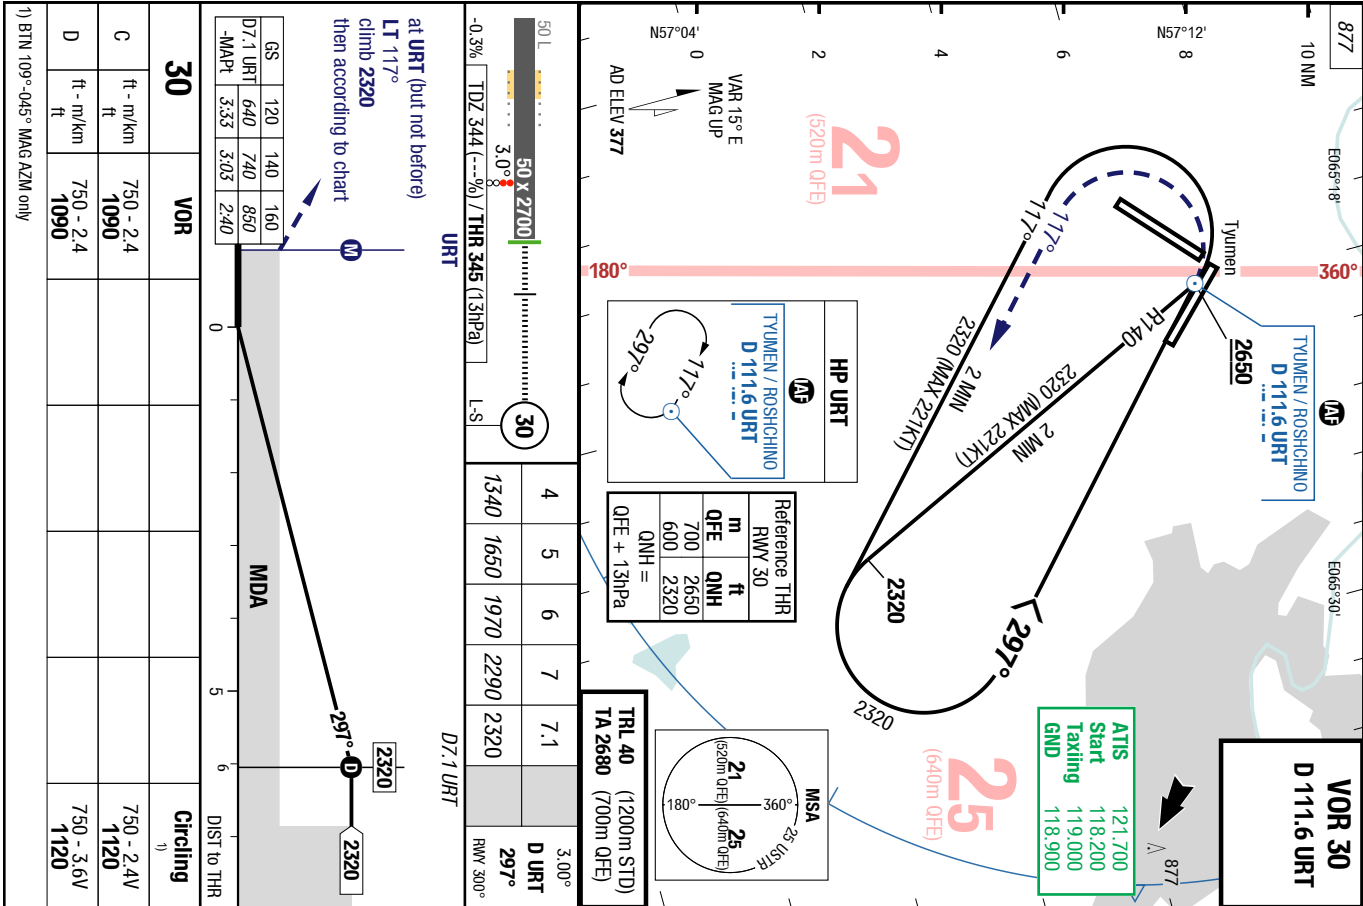 VOR 30
D 111.6 URT
877
10 NM
8
6
4
2
0
N57°12'
N57°04'
E065°18'
E065°30'
877
ATIS 121.700
Start 118.200
Taxiing 119.000
GND 118.900
IAF
TYUMEN / ROSHCHINO
D 111.6 URT
Tyumen
360°
180°
2650
R140
117°
117°
2320 (MAX 221KT)
2 MIN
2320 (MAX 221KT)
2 MIN
297°
2320
2320
21
(520m QFE)
25
(640m QFE)
VAR 15° E
MAG UP
AD ELEV 377
HP URT
IAF
TYUMEN / ROSHCHINO
D 111.6 URT
117°
297°
Reference THR
RWY 30
m ft
QFE QNH
700 2650
600 2320
QNH =
QFE + 13hPa
MSA
25 USTR
360°
180°
21
(520m QFE)
25
(640m QFE)
TRL 40 (1200m STD)
TA 2680 (700m QFE)
50 L
50 x 2700
3.0°
-0.3%
TDZ 344 (---%) / THR 345 (13hPa)
30
L-S
4 5 6 7 7.1
1340 1650 1970 2290 2320
3.00°
D URT
297°
RWY 300°
at URT (but not before)
LT 117°
climb 2320
then according to chart
URT
D7.1 URT
M
D
2320
2320
297°
MDA
GS 120 140 160
D7.1 URT 640 740 850
-MAPt 3:33 3:03 2:40
0
5
6
DIST to THR
30 VOR Circling 1)
C ft - m/km 750 - 2.4 750 - 2.4V
ft 1090 1120
D ft - m/km 750 - 2.4 750 - 3.6V
ft 1090 1120
1) BTN 109°-045° MAG AZM only